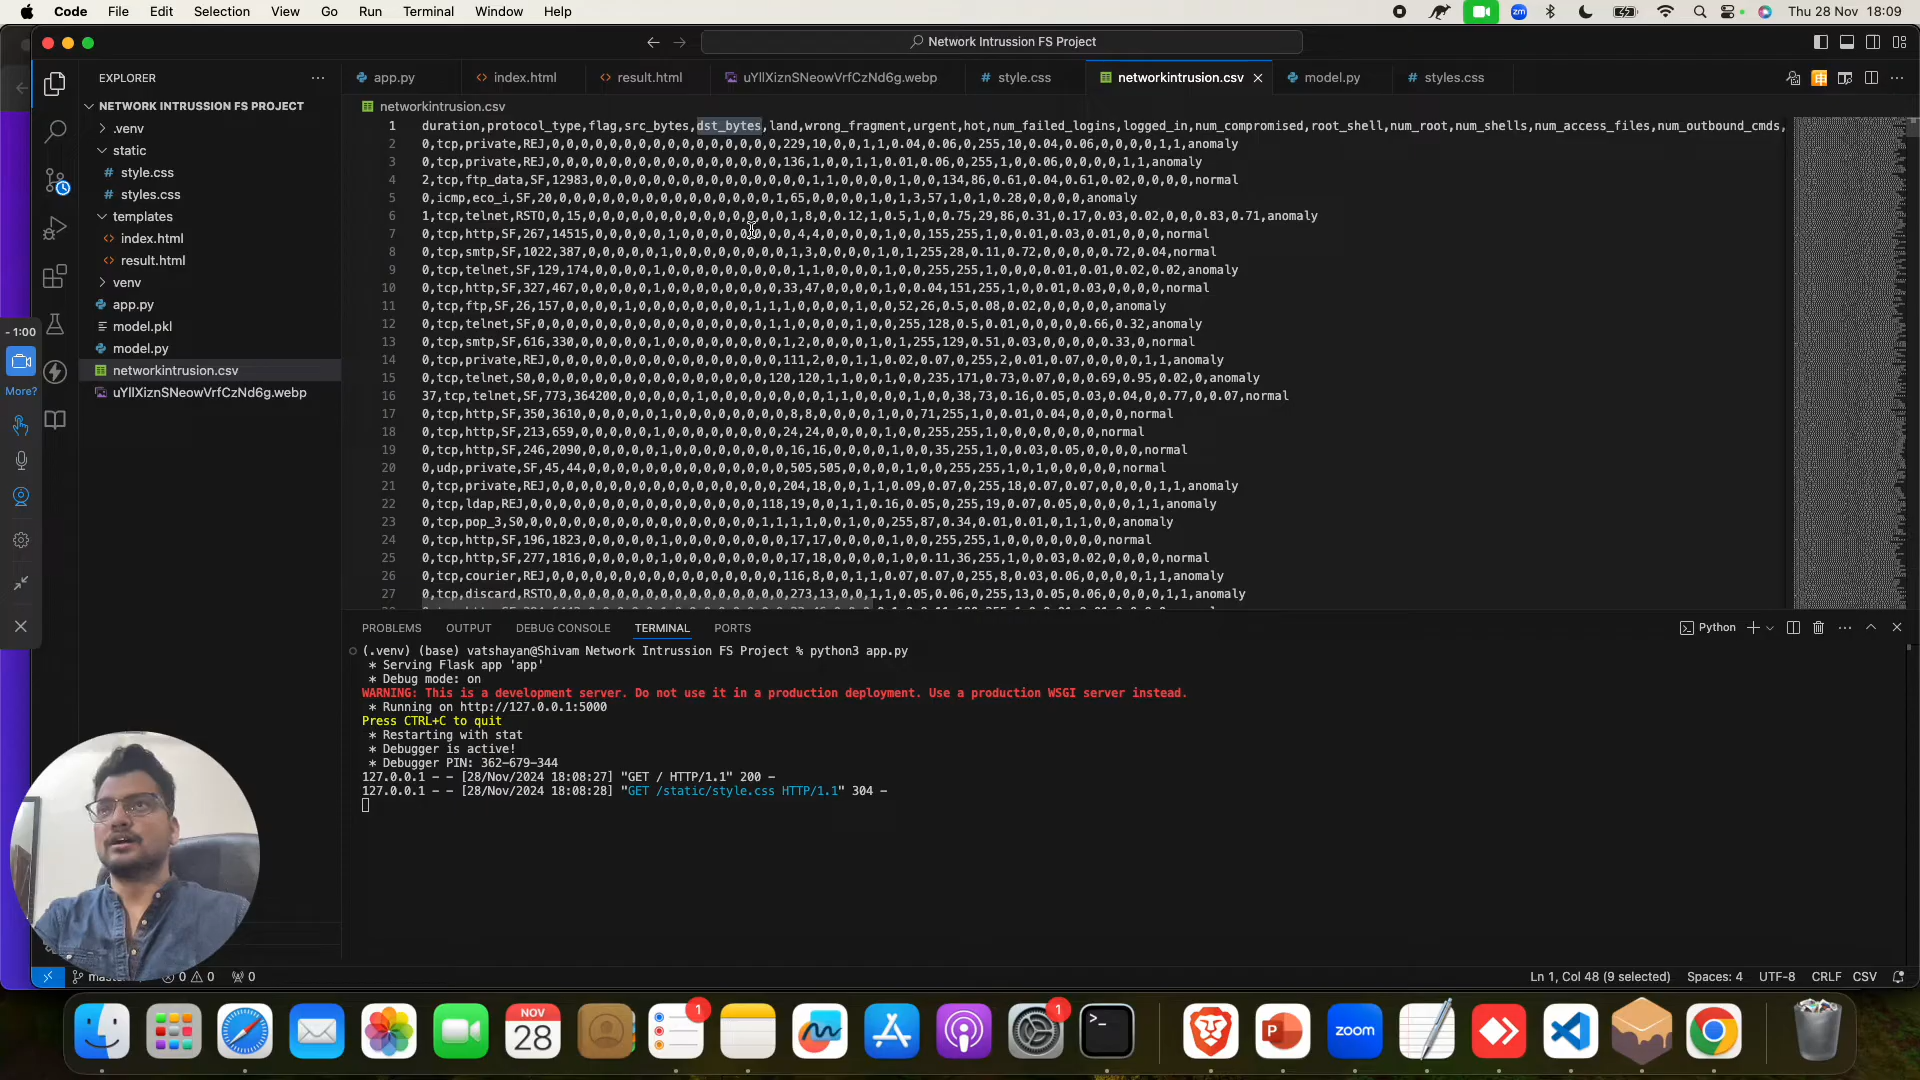 Code File Edit Selection View Go Run Terminal Window Help
zm
Thu 28 Nov 18:09
Network Intrussion FS Project
EXPLORER
app.py
index.html
result.html
uYllXiznSNeowVrfCzNd6g.webp
style.css
networkintrusion.csv
model.py
styles.css
NETWORK INTRUSSION FS PROJECT
.venv
static
style.css
styles.css
templates
index.html
result.html
venv
app.py
model.pkl
model.py
networkintrusion.csv
uYllXiznSNeowVrfCzNd6g.webp
- 1:00
More?
networkintrusion.csv
1 duration,protocol_type,flag,src_bytes,dst_bytes,land,wrong_fragment,urgent,hot,num_failed_logins,logged_in,num_compromised,root_shell,num_root,num_shells,num_access_files,num_outbound_cmds,
2 0,tcp,private,REJ,0,0,0,0,0,0,0,0,0,0,0,0,0,0,0,0,229,10,0,0,1,1,0.04,0.06,0,255,10,0.04,0.06,0,0,0,0,1,1,anomaly
3 0,tcp,private,REJ,0,0,0,0,0,0,0,0,0,0,0,0,0,0,0,0,136,1,0,0,1,1,0.01,0.06,0,255,1,0,0.06,0,0,0,0,1,1,anomaly
4 2,tcp,ftp_data,SF,12983,0,0,0,0,0,0,0,0,0,0,0,0,0,0,0,1,1,0,0,0,0,1,0,0,134,86,0.61,0.04,0.61,0.02,0,0,0,0,normal
5 0,icmp,eco_i,SF,20,0,0,0,0,0,0,0,0,0,0,0,0,0,0,0,1,65,0,0,0,0,1,0,1,3,57,1,0,1,0.28,0,0,0,0,anomaly
6 1,tcp,telnet,RSTO,0,15,0,0,0,0,0,0,0,0,0,0,0,0,0,0,1,8,0,0.12,1,0.5,1,0,0.75,29,86,0.31,0.17,0.03,0.02,0,0,0.83,0.71,anomaly
7 0,tcp,http,SF,267,14515,0,0,0,0,0,1,0,0,0,0,0,0,0,0,4,4,0,0,0,0,1,0,0,155,255,1,0,0.01,0.03,0.01,0,0,0,normal
8 0,tcp,smtp,SF,1022,387,0,0,0,0,0,1,0,0,0,0,0,0,0,0,1,3,0,0,0,0,1,0,1,255,28,0.11,0.72,0,0,0,0,0.72,0.04,normal
9 0,tcp,telnet,SF,129,174,0,0,0,0,0,1,0,0,0,0,0,0,0,0,1,1,0,0,0,0,1,0,0,255,255,1,0,0,0,0.01,0.01,0.02,0.02,anomaly
10 0,tcp,http,SF,327,467,0,0,0,0,0,1,0,0,0,0,0,0,0,0,33,47,0,0,0,0,1,0,0.04,151,255,1,0,0.01,0.03,0,0,0,0,normal
11 0,tcp,ftp,SF,26,157,0,0,0,0,1,0,0,0,0,0,0,0,0,1,1,1,0,0,0,0,1,0,0,52,26,0.5,0.08,0.02,0,0,0,0,0,anomaly
12 0,tcp,telnet,SF,0,0,0,0,0,0,0,0,0,0,0,0,0,0,0,0,1,1,0,0,0,0,1,0,0,255,128,0.5,0.01,0,0,0,0,0.66,0.32,anomaly
13 0,tcp,smtp,SF,616,330,0,0,0,0,0,1,0,0,0,0,0,0,0,0,1,2,0,0,0,0,1,0,1,255,129,0.51,0.03,0,0,0,0.33,0,normal
14 0,tcp,private,REJ,0,0,0,0,0,0,0,0,0,0,0,0,0,0,0,0,111,2,0,0,1,1,0.02,0.07,0,255,2,0.01,0.07,0,0,0,0,1,1,anomaly
15 0,tcp,telnet,S0,0,0,0,0,0,0,0,0,0,0,0,0,0,0,0,0,120,120,1,1,0,0,1,0,0,235,171,0.73,0.07,0,0,0.69,0.95,0.02,0,anomaly
16 37,tcp,telnet,SF,773,364200,0,0,0,0,0,1,0,0,0,0,0,0,0,0,1,1,0,0,0,0,1,0,0,38,73,0.16,0.05,0.03,0.04,0,0.77,0,0.07,normal
17 0,tcp,http,SF,350,3610,0,0,0,0,0,1,0,0,0,0,0,0,0,0,8,8,0,0,0,0,1,0,0,71,255,1,0,0.01,0.04,0,0,0,0,normal
18 0,tcp,http,SF,213,659,0,0,0,0,0,1,0,0,0,0,0,0,0,0,24,24,0,0,0,0,1,0,0,255,255,1,0,0,0,0,0,0,0,normal
19 0,tcp,http,SF,246,2090,0,0,0,0,0,1,0,0,0,0,0,0,0,0,16,16,0,0,0,0,1,0,0,35,255,1,0,0.03,0.05,0,0,0,0,normal
20 0,udp,private,SF,45,44,0,0,0,0,0,0,0,0,0,0,0,0,0,0,505,505,0,0,0,0,1,0,0,255,255,1,0,1,0,0,0,0,0,normal
21 0,tcp,private,REJ,0,0,0,0,0,0,0,0,0,0,0,0,0,0,0,0,204,18,0,0,1,1,0.09,0.07,0,255,18,0.07,0.07,0,0,0,0,1,1,anomaly
22 0,tcp,ldap,REJ,0,0,0,0,0,0,0,0,0,0,0,0,0,0,0,0,118,19,0,0,1,1,0.16,0.05,0,255,19,0.07,0.05,0,0,0,0,1,1,anomaly
23 0,tcp,pop_3,S0,0,0,0,0,0,0,0,0,0,0,0,0,0,0,0,0,1,1,1,1,0,0,1,0,0,255,87,0.34,0.01,0.01,0,1,1,0,0,anomaly
24 0,tcp,http,SF,196,1823,0,0,0,0,0,1,0,0,0,0,0,0,0,0,17,17,0,0,0,0,1,0,0,255,255,1,0,0,0,0,0,0,0,normal
25 0,tcp,http,SF,277,1816,0,0,0,0,0,1,0,0,0,0,0,0,0,0,17,18,0,0,0,0,1,0,0.11,36,255,1,0,0.03,0.02,0,0,0,0,normal
26 0,tcp,courier,REJ,0,0,0,0,0,0,0,0,0,0,0,0,0,0,0,0,116,8,0,0,1,1,0.07,0.07,0,255,8,0.03,0.06,0,0,0,0,1,1,anomaly
27 0,tcp,discard,RSTO,0,0,0,0,0,0,0,0,0,0,0,0,0,0,0,0,273,13,0,0,1,1,0.05,0.06,0,255,13,0.05,0.06,0,0,0,0,1,1,anomaly
PROBLEMS OUTPUT DEBUG CONSOLE TERMINAL PORTS
Python
(.venv) (base) vatshayan@Shivam Network Intrussion FS Project % python3 app.py
* Serving Flask app 'app'
* Debug mode: on
WARNING: This is a development server. Do not use it in a production deployment. Use a production WSGI server instead.
* Running on http://127.0.0.1:5000
Press CTRL+C to quit
* Restarting with stat
* Debugger is active!
* Debugger PIN: 362-679-344
127.0.0.1 - - [28/Nov/2024 18:08:27] "GET / HTTP/1.1" 200 -
127.0.0.1 - - [28/Nov/2024 18:08:28] "GET /static/style.css HTTP/1.1" 304 -
0 0 0
Ln 1, Col 48 (9 selected) Spaces: 4 UTF-8 CRLF CSV
NOV
28
1
1
P
zoom